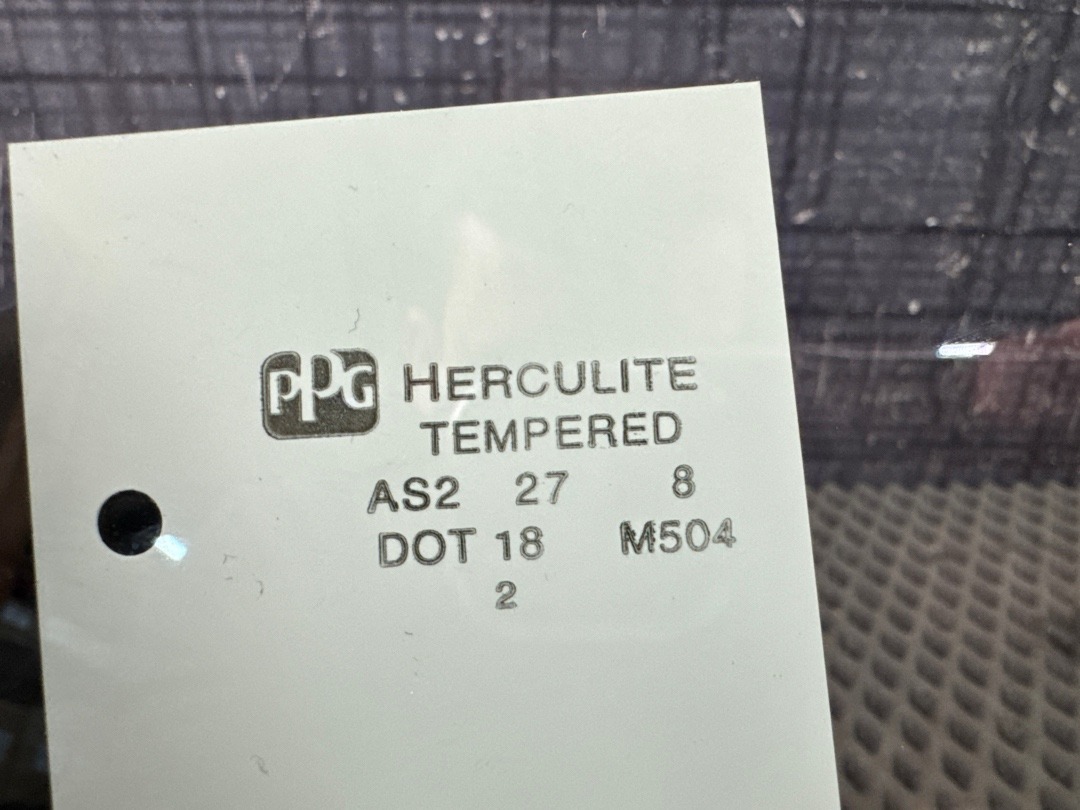 PPG HERCULITE
TEMPERED
AS2 27 8
DOT 18 M504
2